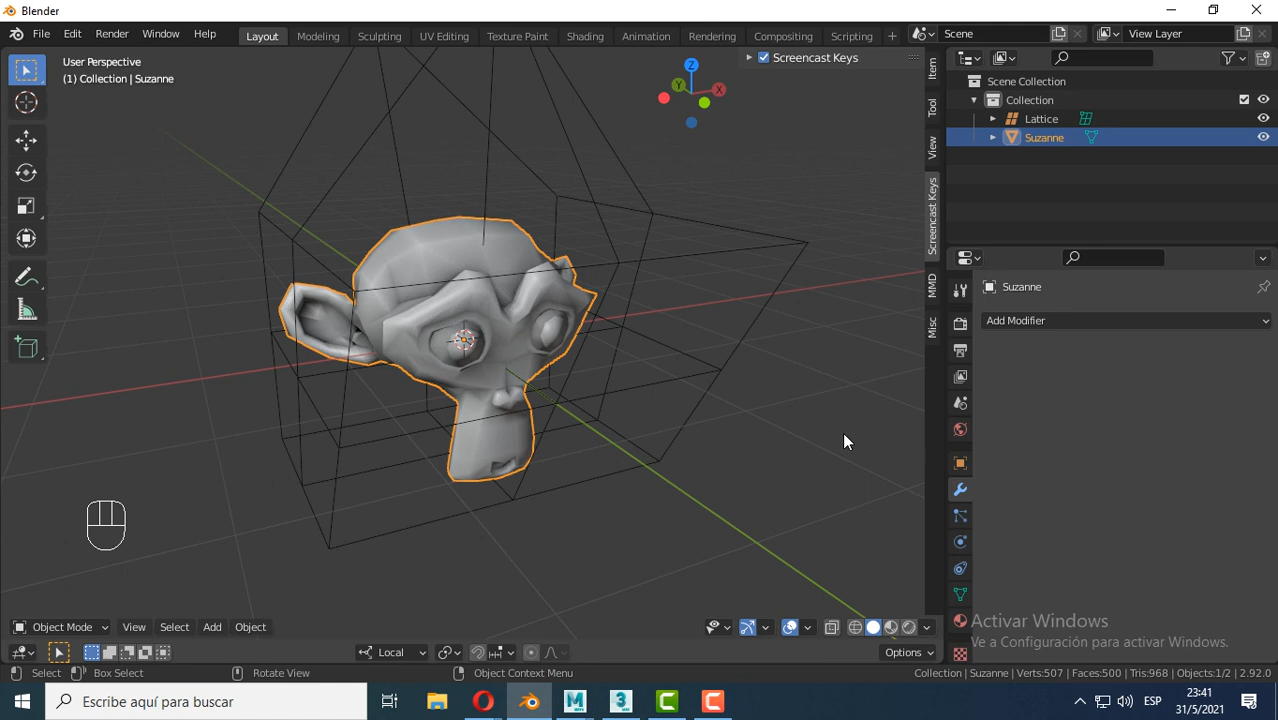 Blender
File Edit Render Window Help Layout Modeling Sculpting UV Editing Texture Paint Shading Animation Rendering Compositing Scripting + Scene View Layer
User Perspective
(1) Collection | Suzanne
Screencast Keys
Z
Y
X
Item
Tool
View
Screencast Keys
MMD
Misc
Scene Collection
Collection
Lattice
Suzanne
Suzanne
Add Modifier
Activar Windows
Ve a Configuración para activar Windows.
Object Mode View Select Add Object
Local Options
Select Box Select Rotate View Object Context Menu Collection | Suzanne | Verts:507 | Faces:500 | Tris:968 | Objects:1/2 | 2.92.0
Escribe aquí para buscar
ESP
23:41
31/5/2021